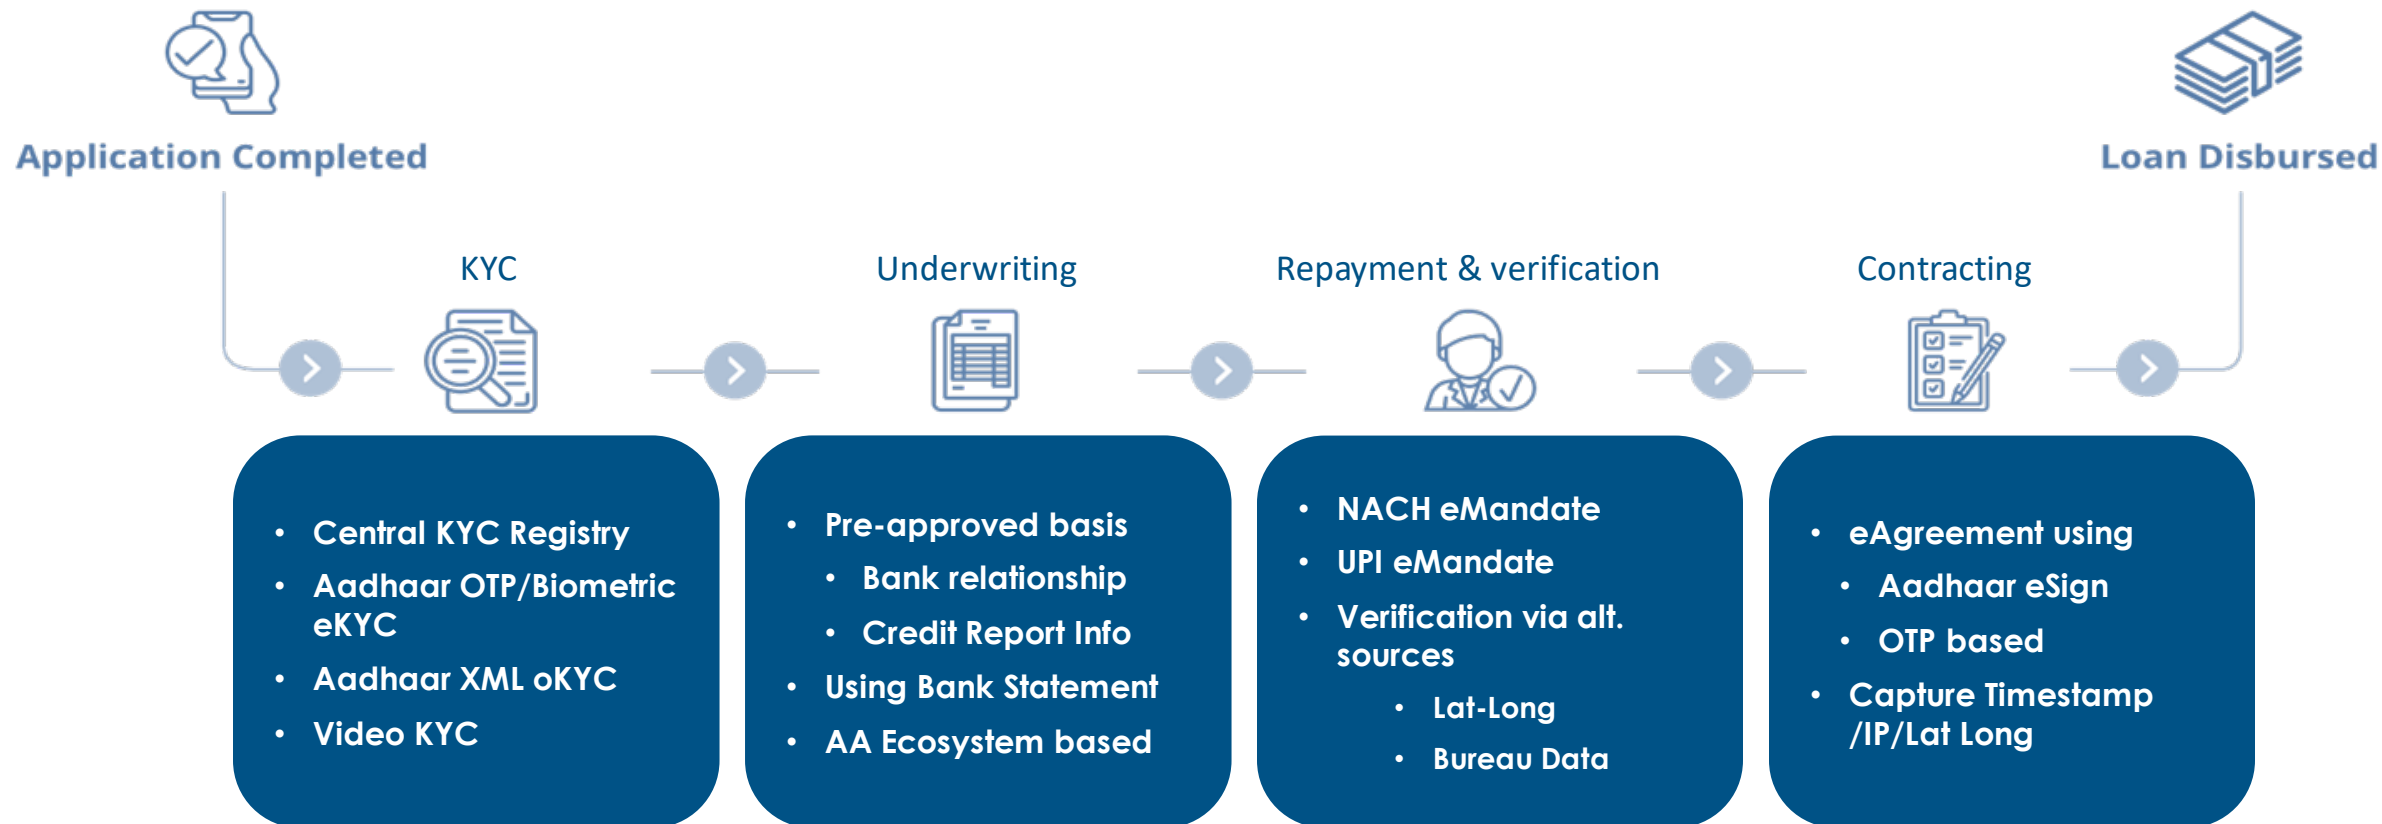 Application Completed
Loan Disbursed
KYC
Underwriting
Repayment & verification
Contracting
• Central KYC Registry
• Aadhaar OTP/Biometric
eKYC
• Aadhaar XML oKYC
• Video KYC
• Pre-approved basis
• Bank relationship
• Credit Report Info
• Using Bank Statement
• AA Ecosystem based
• NACH eMandate
• UPI eMandate
• Verification via alt.
sources
• Lat-Long
• Bureau Data
• eAgreement using
• Aadhaar eSign
• OTP based
• Capture Timestamp
/IP/Lat Long